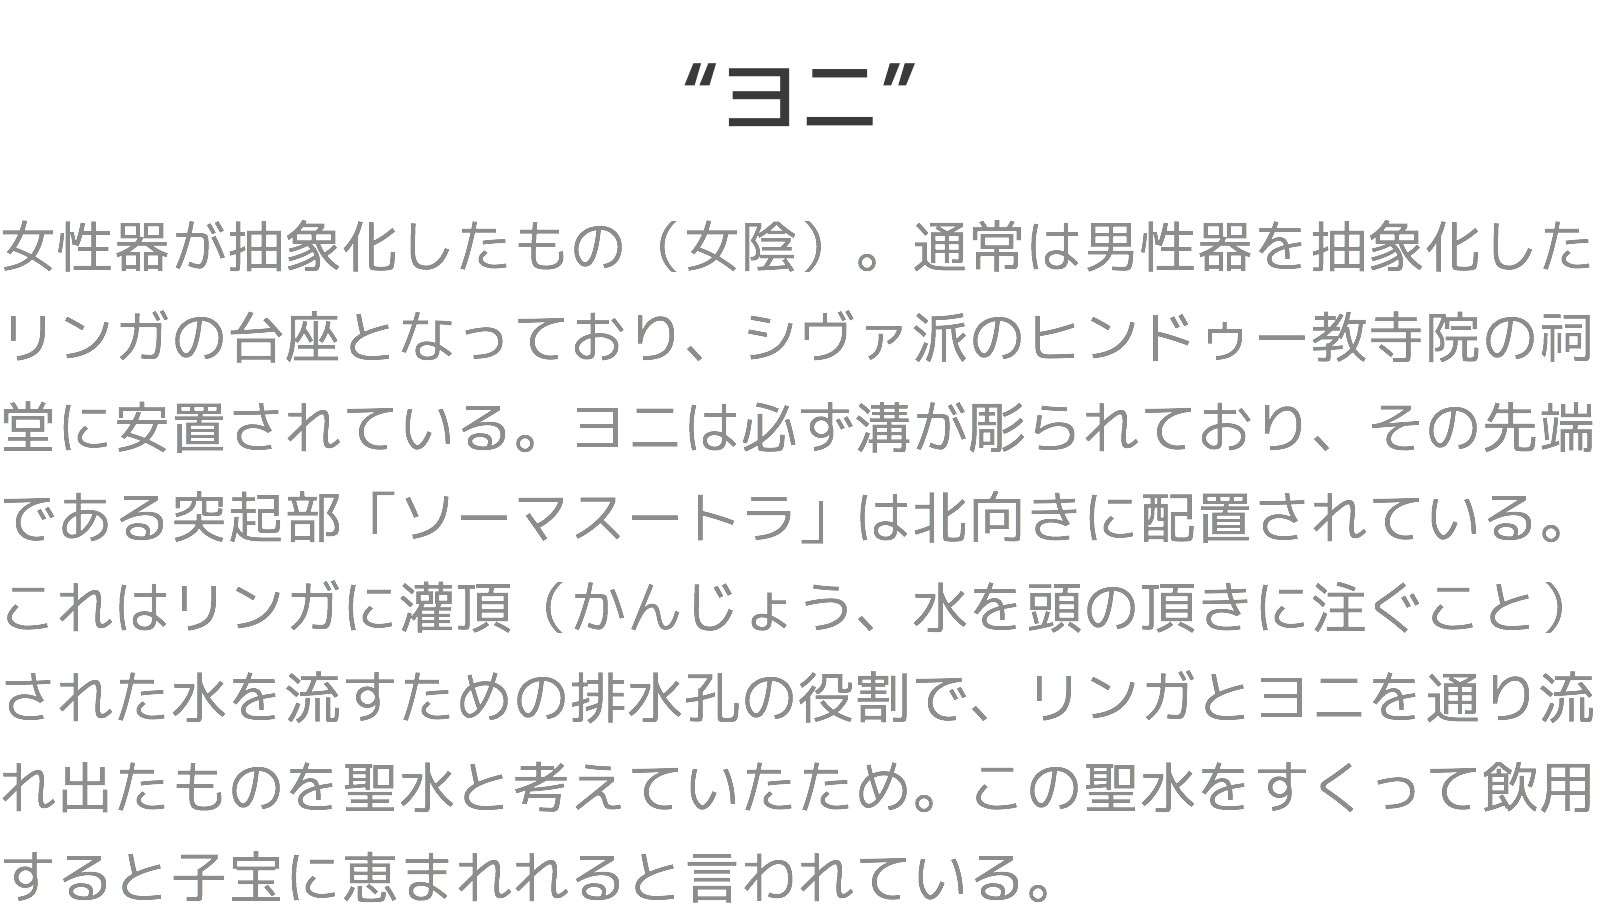 “ヨニ”
女性器が抽象化したもの（女陰）。通常は男性器を抽象化した
リンガの台座となっており、シヴァ派のヒンドゥー教寺院の祠
堂に安置されている。ヨニは必ず溝が彫られており、その先端
である突起部「ソーマスートラ」は北向きに配置されている。
これはリンガに灌頂（かんじょう、水を頭の頂きに注ぐこと）
された水を流すための排水孔の役割で、リンガとヨニを通り流
れ出たものを聖水と考えていたため。この聖水をすくって飲用
すると子宝に恵まれれると言われている。